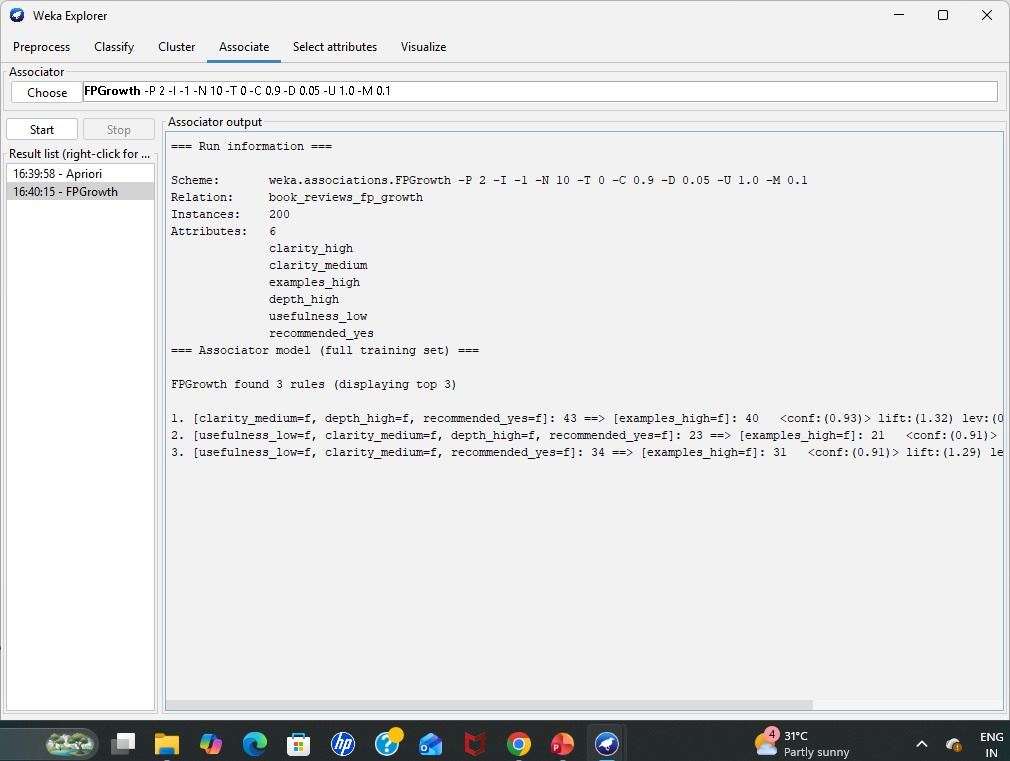 Weka Explorer
Preprocess Classify Cluster Associate Select attributes Visualize
Associator
Choose FPGrowth -P 2 -I -1 -N 10 -T 0 -C 0.9 -D 0.05 -U 1.0 -M 0.1
Start Stop
Result list (right-click for ...
16:39:58 - Apriori
16:40:15 - FPGrowth
Associator output
=== Run information ===
Scheme: weka.associations.FPGrowth -P 2 -I -1 -N 10 -T 0 -C 0.9 -D 0.05 -U 1.0 -M 0.1
Relation: book_reviews_fp_growth
Instances: 200
Attributes: 6
clarity_high
clarity_medium
examples_high
depth_high
usefulness_low
recommended_yes
=== Associator model (full training set) ===
FPGrowth found 3 rules (displaying top 3)
1. [clarity_medium=f, depth_high=f, recommended_yes=f]: 43 ==> [examples_high=f]: 40 <conf:(0.93)> lift:(1.32) lev:(0
2. [usefulness_low=f, clarity_medium=f, depth_high=f, recommended_yes=f]: 23 ==> [examples_high=f]: 21 <conf:(0.91)>
3. [usefulness_low=f, clarity_medium=f, recommended_yes=f]: 34 ==> [examples_high=f]: 31 <conf:(0.91)> lift:(1.29) le
hp
?
P
4
31°C
Partly sunny
ENG
IN